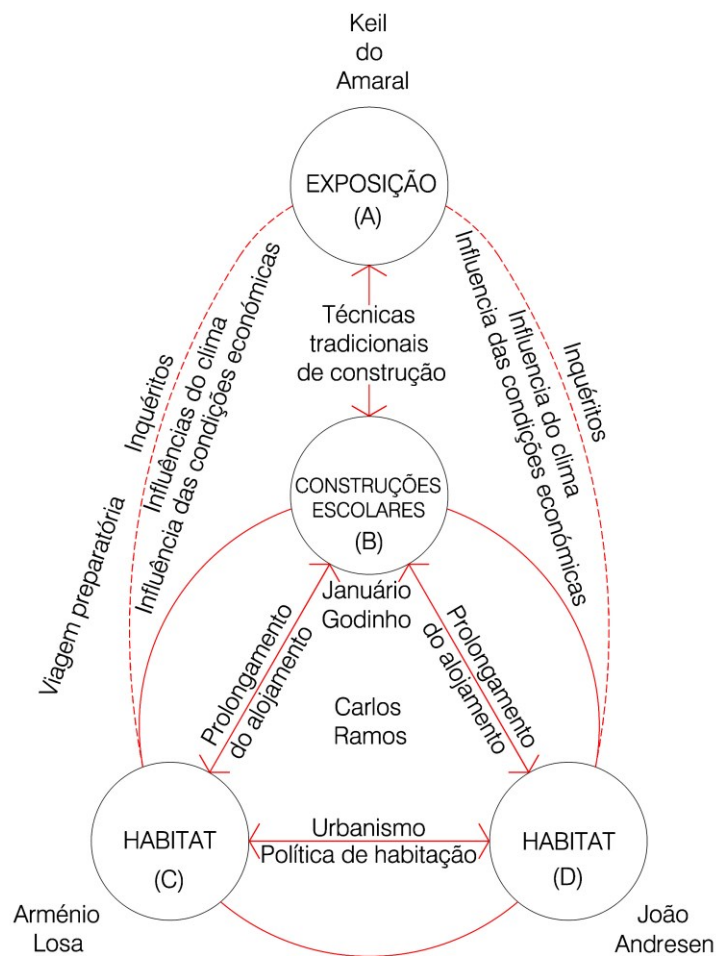 Keil
do
Amaral
EXPOSIÇÃO
(A)
Técnicas
tradicionais
de construção
Viagem preparatória
Inquéritos
Influências do clima
Influência das condições económicas
Inquéritos
Influencia do clima
Influencia das condições económicas
CONSTRUÇÕES
ESCOLARES
(B)
Januário
Godinho
Prolongamento
do alojamento
Prolongamento
do alojamento
Carlos
Ramos
HABITAT
(C)
Urbanismo
Política de habitação
HABITAT
(D)
Arménio
Losa
João
Andresen